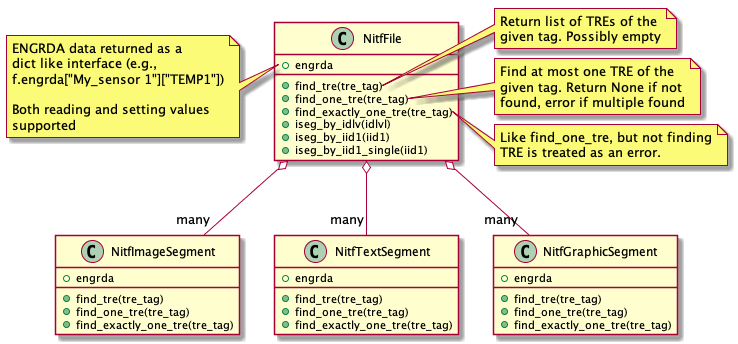 ENGRDA data returned as a
dict like interface (e.g.,
f.engrda["My_sensor 1"]["TEMP1"])
Both reading and setting values
supported
C NitfFile
engrda
find_tre(tre_tag)
find_one_tre(tre_tag)
find_exactly_one_tre(tre_tag)
iseg_by_idlv(idlvl)
iseg_by_iid1(iid1)
iseg_by_iid1_single(iid1)
Return list of TREs of the
given tag. Possibly empty
Find at most one TRE of the
given tag. Return None if not
found, error if multiple found
Like find_one_tre, but not finding
TRE is treated as an error.
many
many
many
C NitfImageSegment
engrda
find_tre(tre_tag)
find_one_tre(tre_tag)
find_exactly_one_tre(tre_tag)
C NitfTextSegment
engrda
find_tre(tre_tag)
find_one_tre(tre_tag)
find_exactly_one_tre(tre_tag)
C NitfGraphicSegment
engrda
find_tre(tre_tag)
find_one_tre(tre_tag)
find_exactly_one_tre(tre_tag)